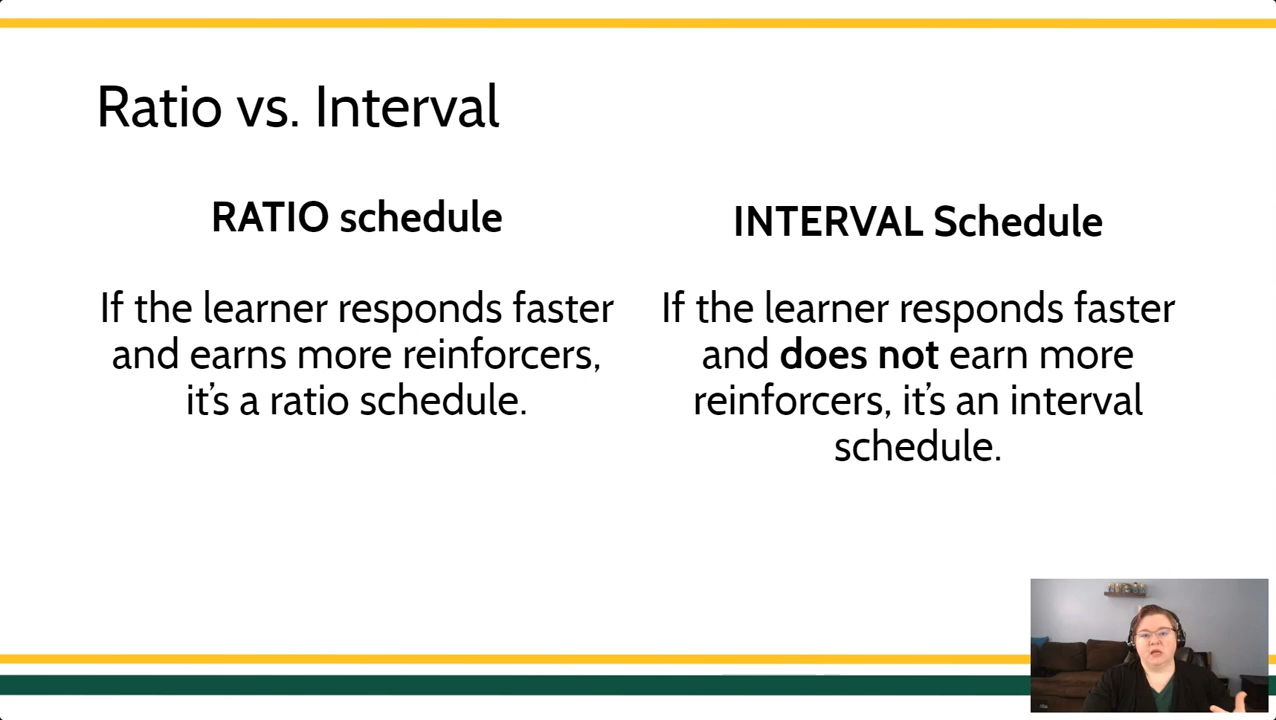 Ratio vs. Interval
RATIO schedule
If the learner responds faster
and earns more reinforcers,
it's a ratio schedule.
INTERVAL Schedule
If the learner responds faster
and does not earn more
reinforcers, it's an interval
schedule.